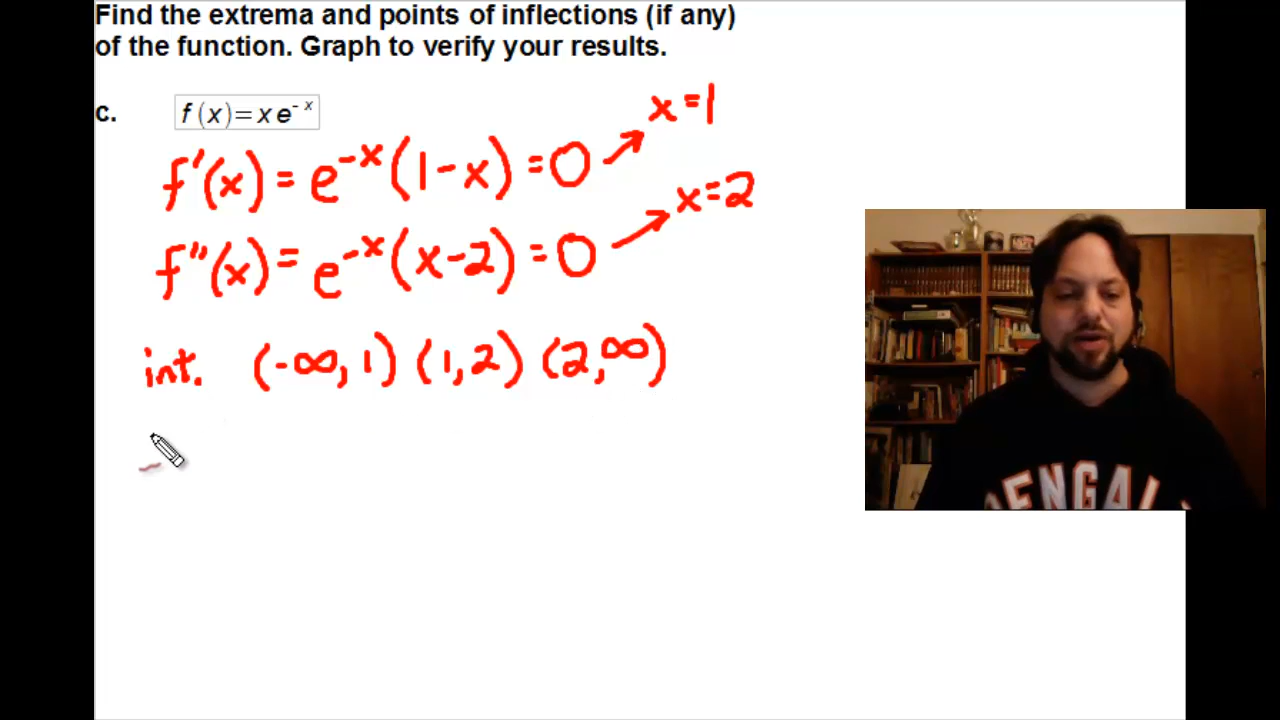 Find the extrema and points of inflections (if any)
of the function. Graph to verify your results.
c. f (x)= x e^{- x}
x=1
f'(x) = e^{-x}(1-x) = 0
x=2
f"(x) = e^{-x}(x-2) = 0
int. (-∞, 1) (1, 2) (2, ∞)